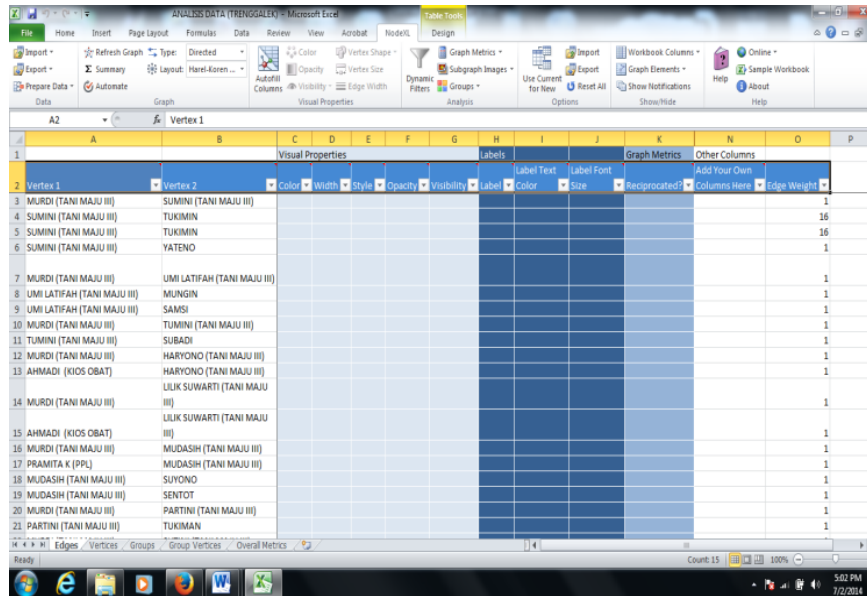 ANALISIS DATA (TRENGGALEK) - Microsoft Excel
Table Tools
File Home Insert Page Layout Formulas Data Review View Acrobat NodeXL Design
Import Refresh Graph Type: Directed Color Vertex Shape Graph Metrics Import Workbook Columns Online
Export Summary Layout: Harel-Koren ... Opacity Vertex Size Subgraph Images Export Graph Elements Sample Workbook
Prepare Data Automate Autofill Columns Visibility Edge Width Dynamic Filters Groups Use Current for New Reset All Show Notifications Help About
Data Graph Visual Properties Analysis Options Show/Hide Help
A2 fx Vertex 1
A B C D E F G H I J K N O P
1 Visual Properties Labels Graph Metrics Other Columns
2 Vertex 1 Vertex 2 Color Width Style Opacity Visibility Label Label Text Color Label Font Size Reciprocated? Add Your Own Columns Here Edge Weight
3 MURDI (TANI MAJU III) SUMINI (TANI MAJU III) 1
4 SUMINI (TANI MAJU III) TUKIMIN 16
5 SUMINI (TANI MAJU III) TUKIMIN 16
6 SUMINI (TANI MAJU III) YATENO 1
7 MURDI (TANI MAJU III) UMI LATIFAH (TANI MAJU III) 1
8 UMI LATIFAH (TANI MAJU III) MUNGIN 1
9 UMI LATIFAH (TANI MAJU III) SAMSI 1
10 MURDI (TANI MAJU III) TUMINI (TANI MAJU III) 1
11 TUMINI (TANI MAJU III) SUBADI 1
12 MURDI (TANI MAJU III) HARYONO (TANI MAJU III) 1
13 AHMADI (KIOS OBAT) HARYONO (TANI MAJU III) 1
LILIK SUWARTI (TANI MAJU
14 MURDI (TANI MAJU III) III) 1
LILIK SUWARTI (TANI MAJU
15 AHMADI (KIOS OBAT) III) 1
16 MURDI (TANI MAJU III) MUDASIH (TANI MAJU III) 1
17 PRAMITA K (PPL) MUDASIH (TANI MAJU III) 1
18 MUDASIH (TANI MAJU III) SUYONO 1
19 MUDASIH (TANI MAJU III) SENTOT 1
20 MURDI (TANI MAJU III) PARTINI (TANI MAJU III) 1
21 PARTINI (TANI MAJU III) TUKIMAN 1
Edges Vertices Groups Group Vertices Overall Metrics
Ready Count: 15 100%
5:02 PM
7/2/2014